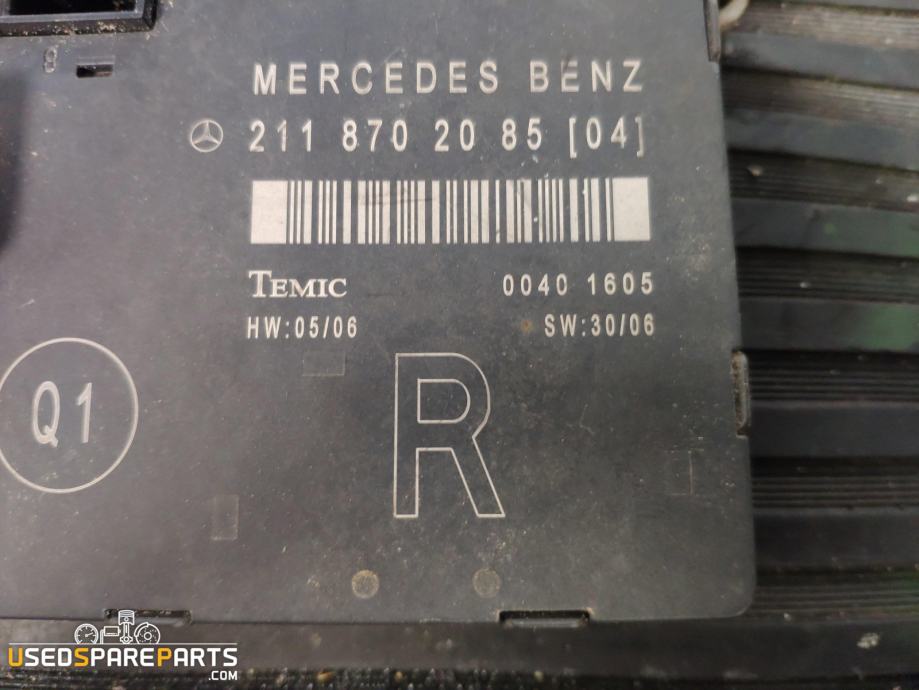 8
MERCEDES BENZ
211 870 20 85 [04]
TEMIC 0040 1605
HW:05/06 SW:30/06
Q1
R
USEDSPAREPARTS
.COM